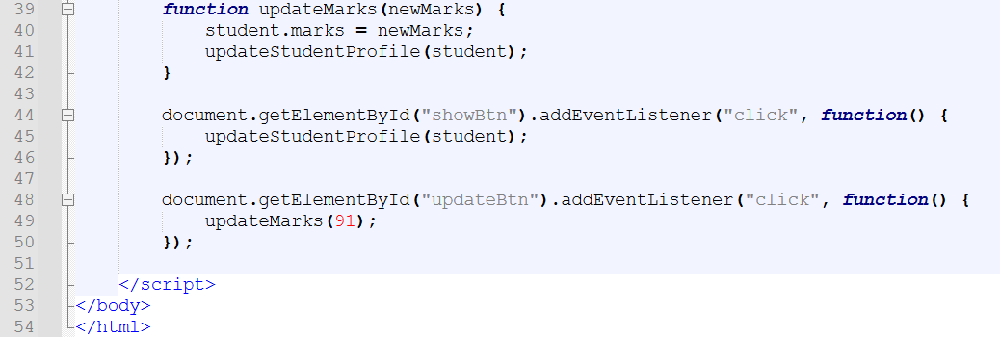 39 function updateMarks(newMarks) {
40 student.marks = newMarks;
41 updateStudentProfile(student);
42 }
43
44 document.getElementById("showBtn").addEventListener("click", function() {
45 updateStudentProfile(student);
46 });
47
48 document.getElementById("updateBtn").addEventListener("click", function() {
49 updateMarks(91);
50 });
51
52 </script>
53 </body>
54 </html>